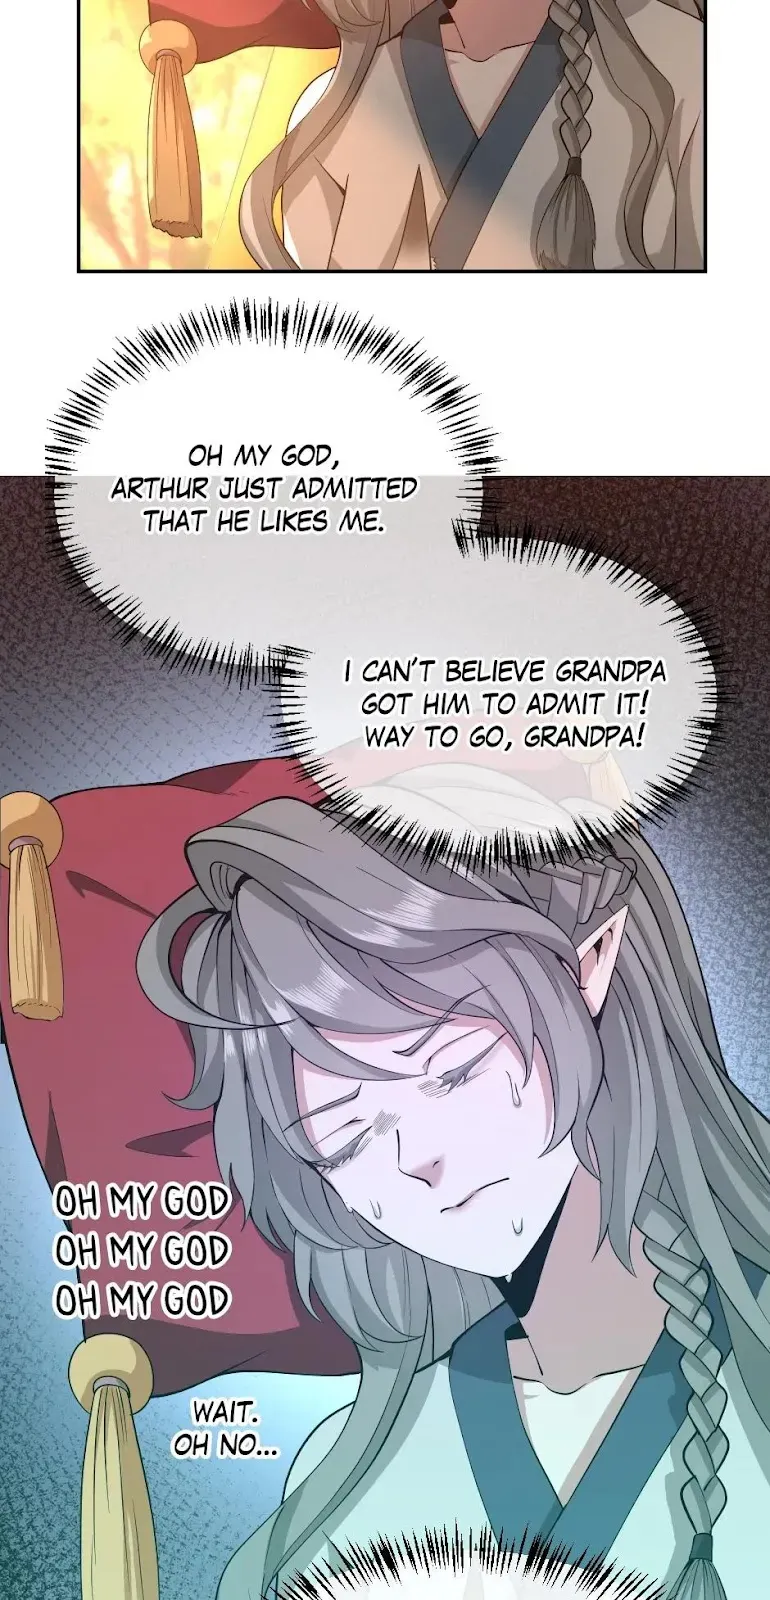 OH MY GOD,
ARTHUR JUST ADMITTED
THAT HE LIKES ME.
I CAN'T BELIEVE GRANDPA
GOT HIM TO ADMIT IT!
WAY TO GO, GRANDPA!
OH MY GOD
OH MY GOD
OH MY GOD
WAIT.
OH NO...